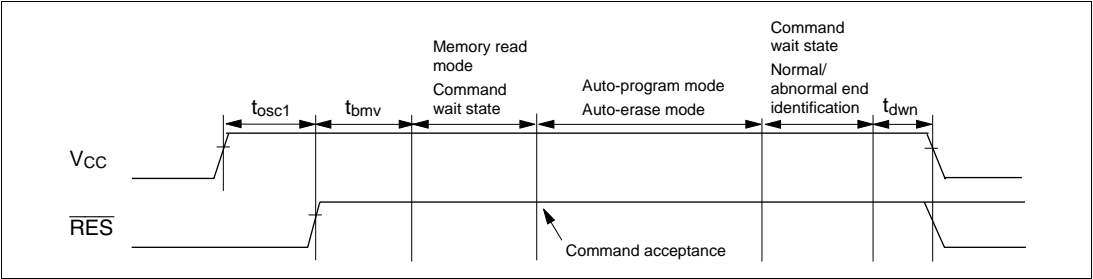 Command
wait state
Memory read
mode
Normal/
abnormal end
identification
Auto-program mode
Command
wait state
Auto-erase mode
tosc1
tbmv
tdwn
VCC
RES
Command acceptance